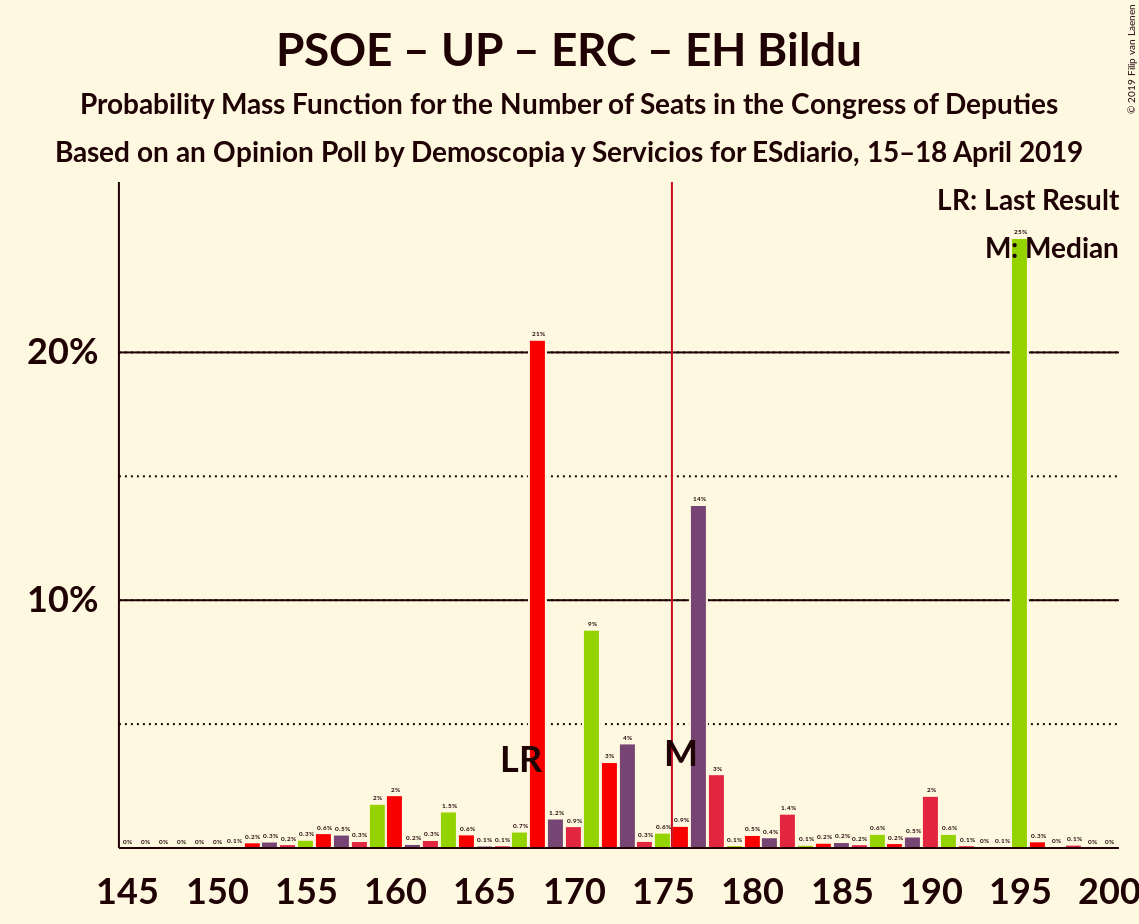 PSOE – UP – ERC – EH Bildu
Probability Mass Function for the Number of Seats in the Congress of Deputies
Based on an Opinion Poll by Demoscopia y Servicios for ESdiario, 15–18 April 2019
© 2019 Filip van Laenen
LR: Last Result
M: Median
20%
10%
LR
M
0% 0% 0% 0% 0% 0% 0.1% 0.2% 0.3% 0.2% 0.3% 0.6% 0.5% 0.3% 2% 2% 0.2% 0.3% 1.5% 0.6% 0.1% 0.1% 0.7% 21% 1.2% 0.9% 9% 3% 4% 0.3% 0.6% 0.9% 14% 3% 0.1% 0.5% 0.4% 1.4% 0.1% 0.2% 0.2% 0.2% 0.6% 0.2% 0.5% 2% 0.6% 0.1% 0% 0.1% 25% 0.3% 0% 0.1% 0% 0%
145 150 155 160 165 170 175 180 185 190 195 200